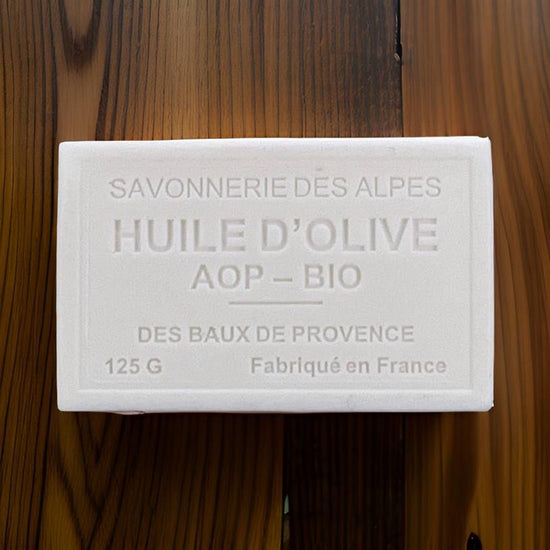 SAVONNERIE DES ALPES
HUILE D'OLIVE
AOP – BIO
DES BAUX DE PROVENCE
125 G Fabriqué en France